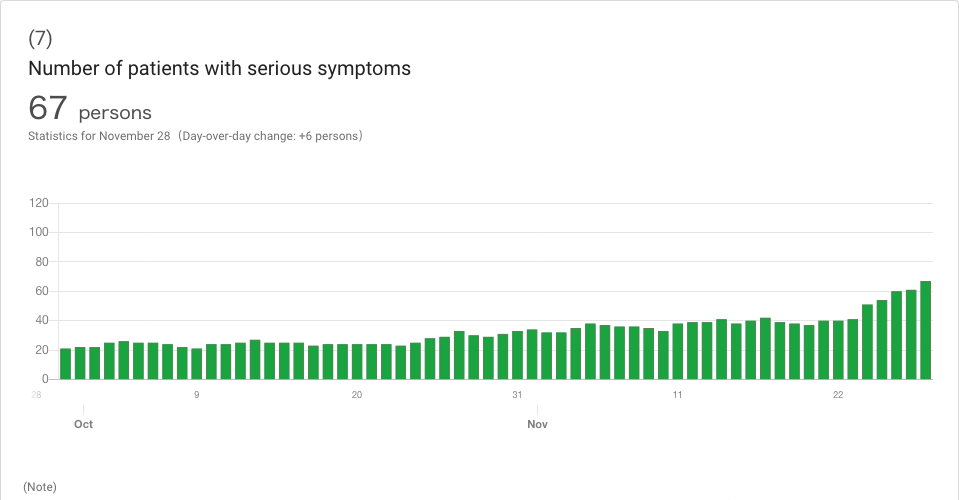 (7)
Number of patients with serious symptoms
67 persons
Statistics for November 28（Day-over-day change: +6 persons）
120
100
80
60
40
20
0
28 9 20 31 11 22
Oct Nov
(Note)